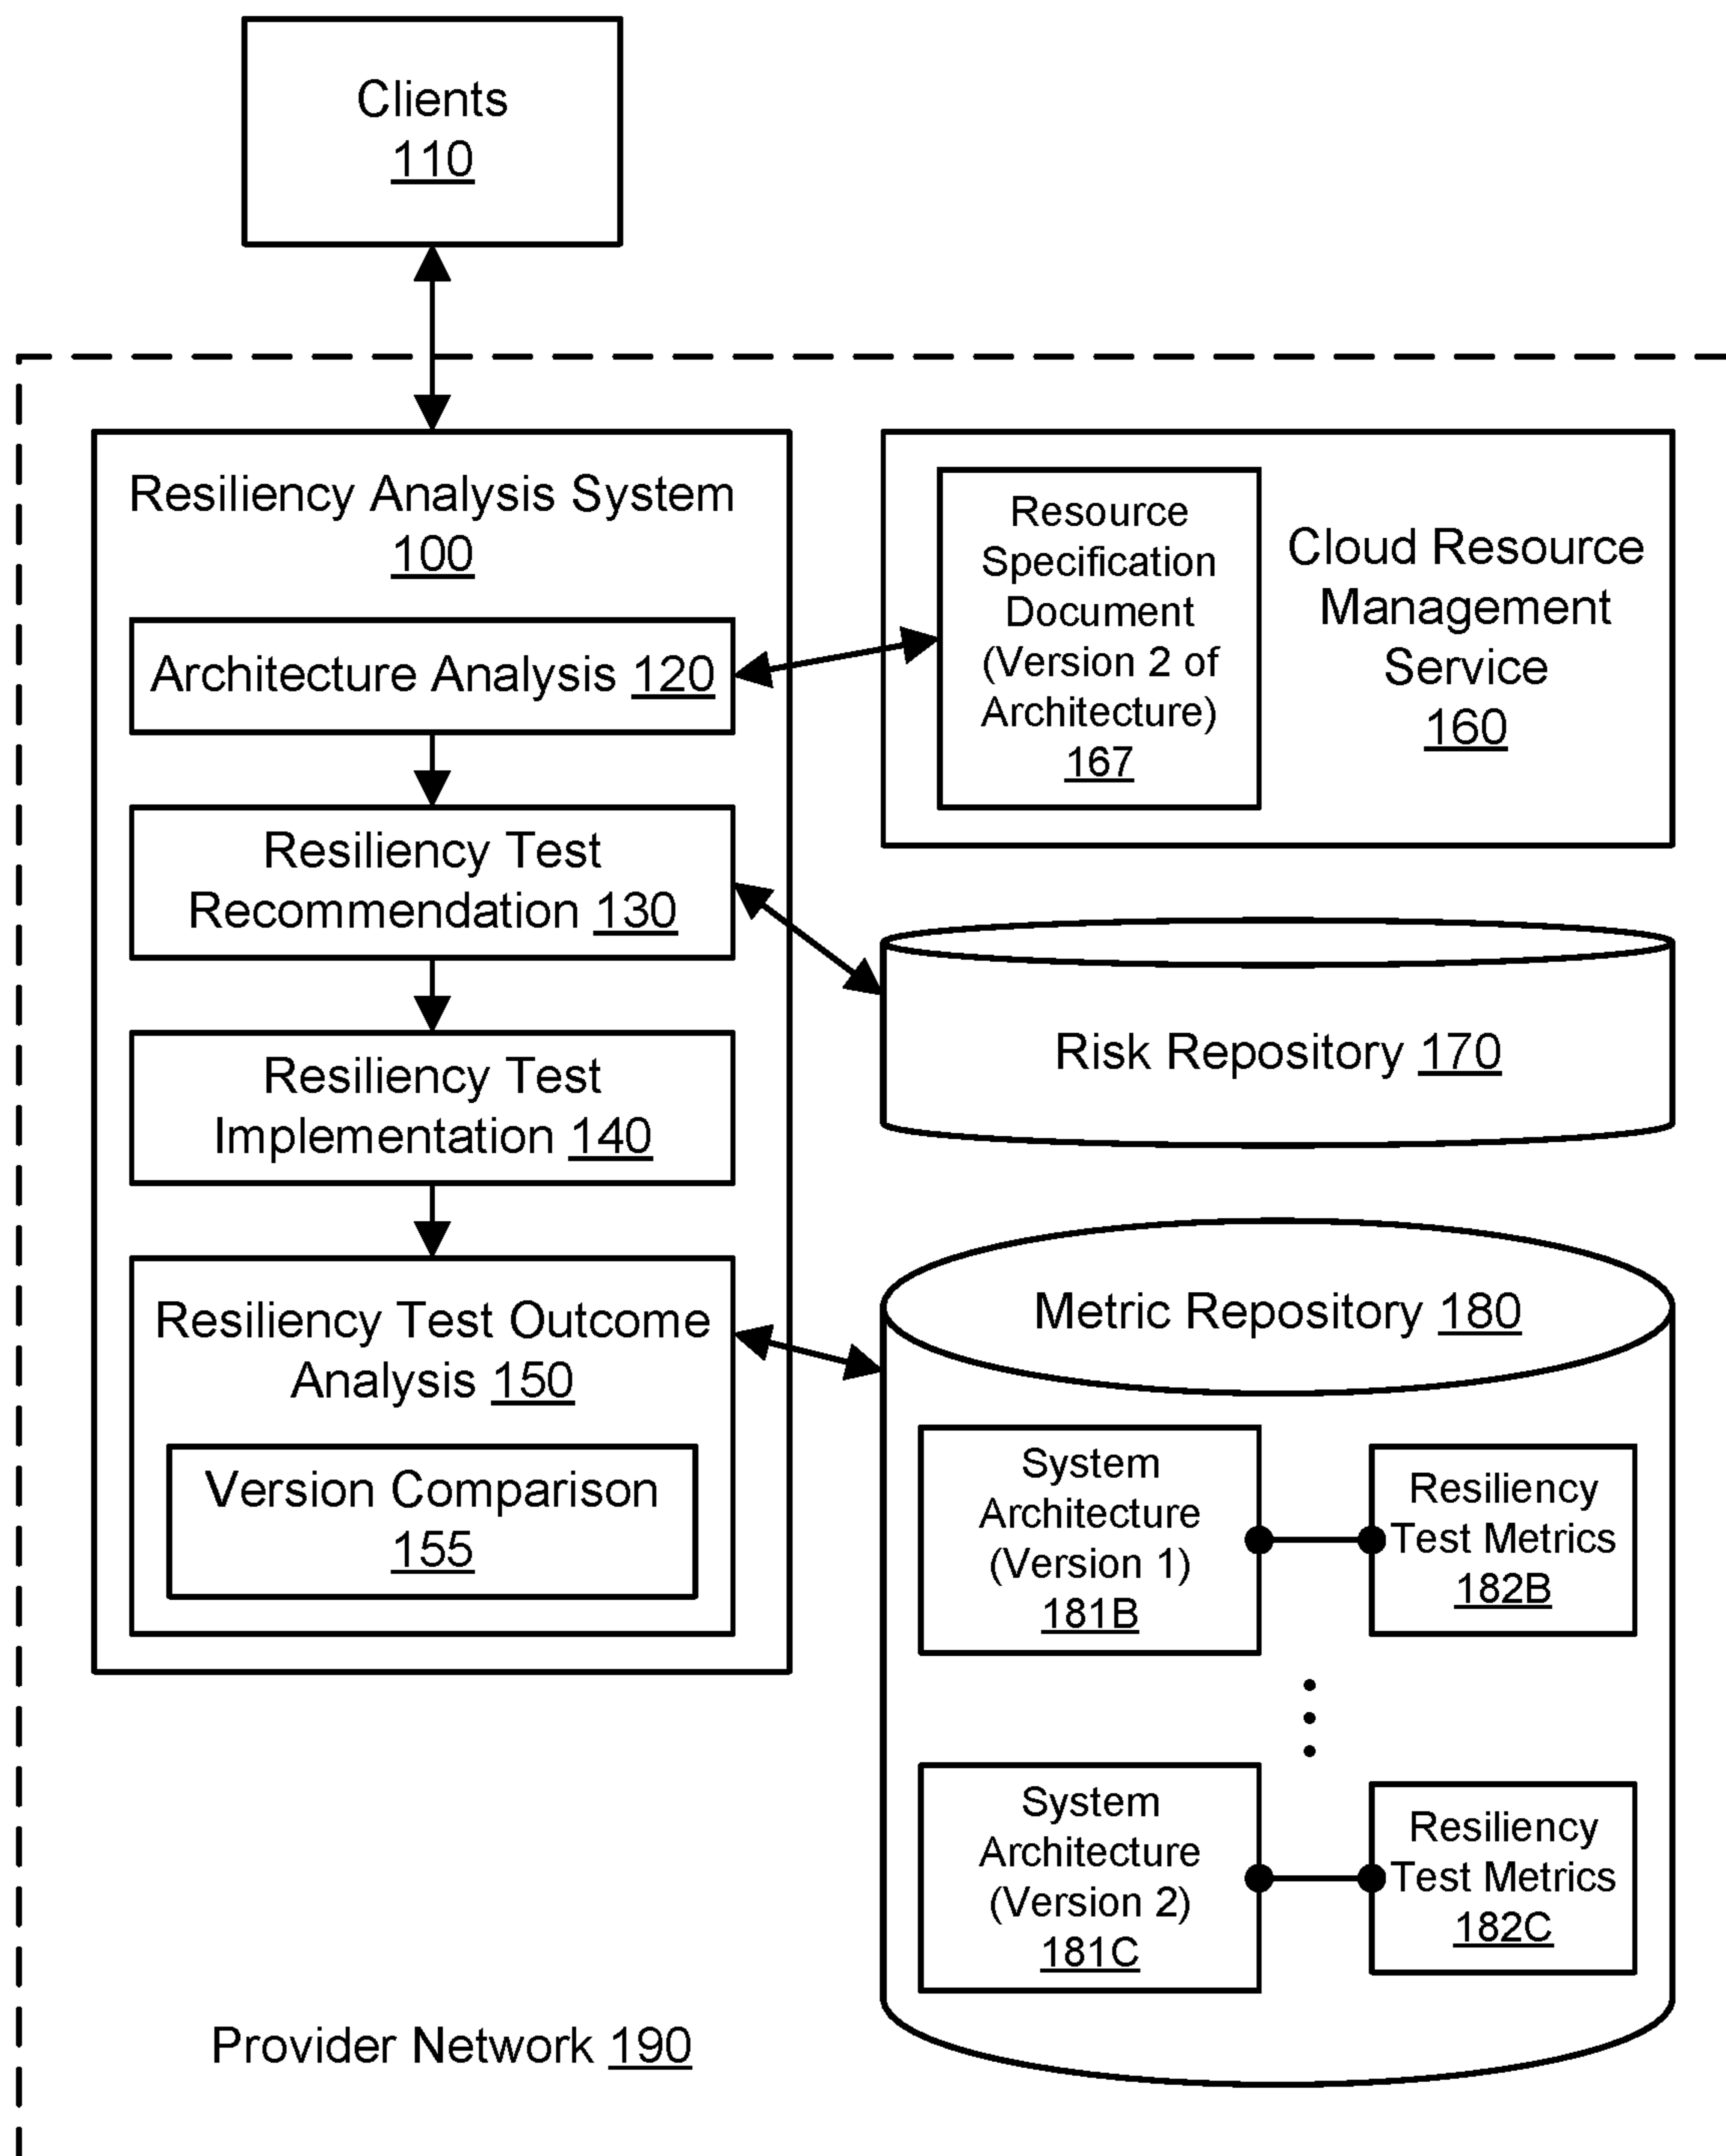 Clients
110
Resiliency Analysis System
100
Architecture Analysis 120
Resiliency Test
Recommendation 130
Resiliency Test
Implementation 140
Resiliency Test Outcome
Analysis 150
Version Comparison
155
Resource
Specification
Document
(Version 2 of
Architecture)
167
Cloud Resource
Management
Service
160
Risk Repository 170
Metric Repository 180
System
Architecture
(Version 1)
181B
Resiliency
Test Metrics
182B
System
Architecture
(Version 2)
181C
Resiliency
Test Metrics
182C
Provider Network 190